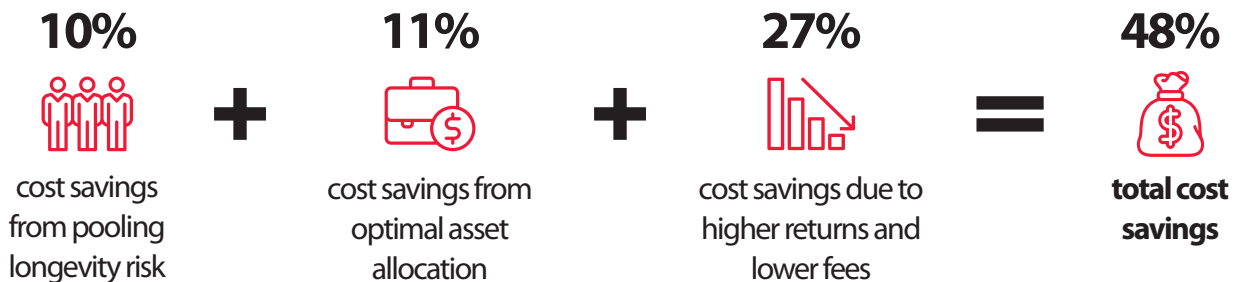 10%
+
11%
+
27%
=
48%
$
$
cost savings
from pooling
longevity risk
cost savings from
optimal asset
allocation
cost savings due to
higher returns and
lower fees
total cost
savings